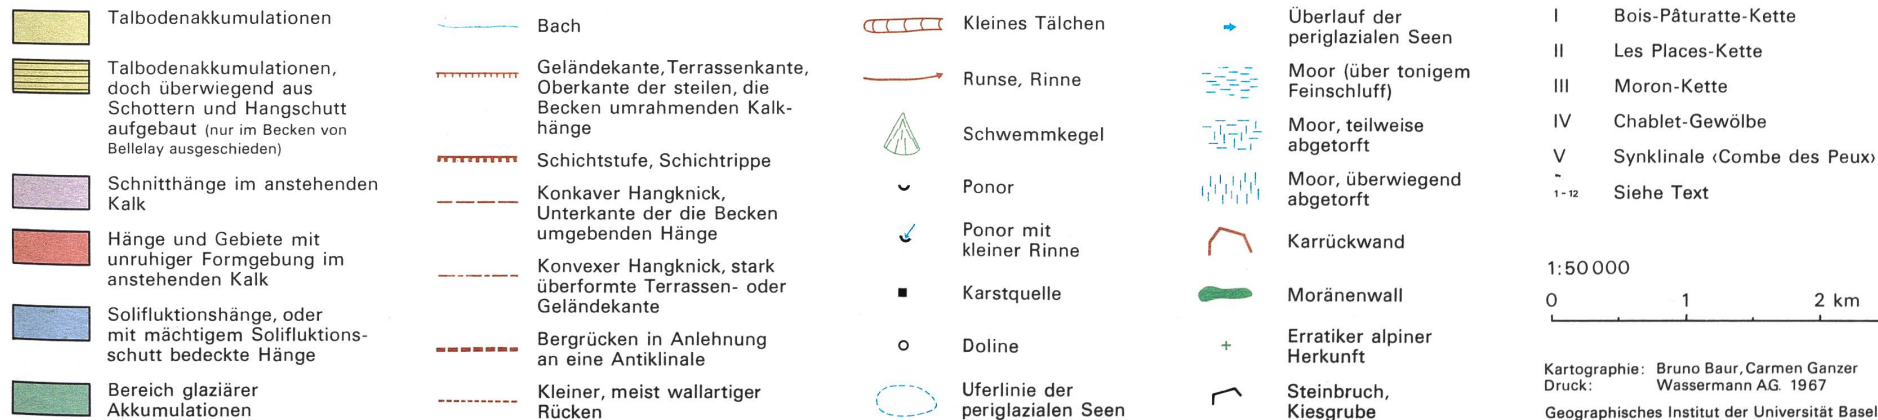 Talbodenakkumulationen
Talbodenakkumulationen,
doch überwiegend aus
Schottern und Hangschutt
aufgebaut (nur im Becken von
Bellelay ausgeschieden)
Schnitthänge im anstehenden
Kalk
Hänge und Gebiete mit
unruhiger Formgebung im
anstehenden Kalk
Solifluktionshänge, oder
mit mächtigem Solifluktions-
schutt bedeckte Hänge
Bereich glaziärer
Akkumulationen
Bach
Geländekante, Terrassenkante,
Oberkante der steilen, die
Becken umrahmenden Kalk-
hänge
Schichtstufe, Schichtrippe
Konkaver Hangknick,
Unterkante der die Becken
umgebenden Hänge
Konvexer Hangknick, stark
überformte Terrassen- oder
Geländekante
Bergrücken in Anlehnung
an eine Antiklinale
Kleiner, meist wallartiger
Rücken
Kleines Tälchen
Runse, Rinne
Schwemmkegel
Ponor
Ponor mit
kleiner Rinne
Karstquelle
Doline
Uferlinie der
periglazialen Seen
Überlauf der
periglazialen Seen
Moor (über tonigem
Feinschluff)
Moor, teilweise
abgetorft
Moor, überwiegend
abgetorft
Karrückwand
Moränenwall
Erratiker alpiner
Herkunft
Steinbruch,
Kiesgrube
I Bois-Pâturatte-Kette
II Les Places-Kette
III Moron-Kette
IV Chablet-Gewölbe
V Synklinale ‹Combe des Peux›
1-12 Siehe Text
1:50 000
0 1 2 km
Kartographie: Bruno Baur, Carmen Ganzer
Druck: Wassermann AG. 1967
Geographisches Institut der Universität Basel